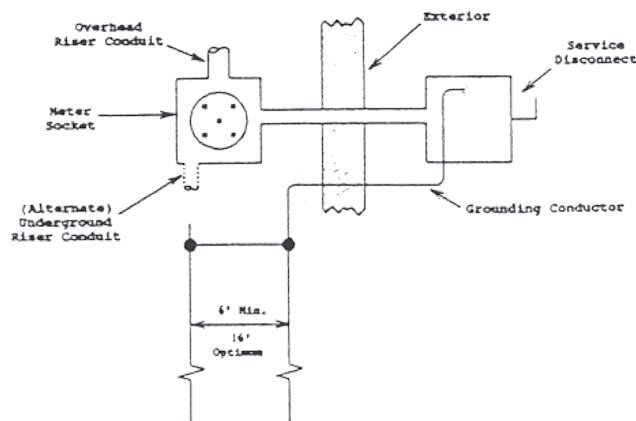 Overhead
Riser Conduit
Exterior
Service
Disconnect
Meter
Socket
(Alternate)
Underground
Riser Conduit
Grounding Conductor
6' Min.
16'
Optimum